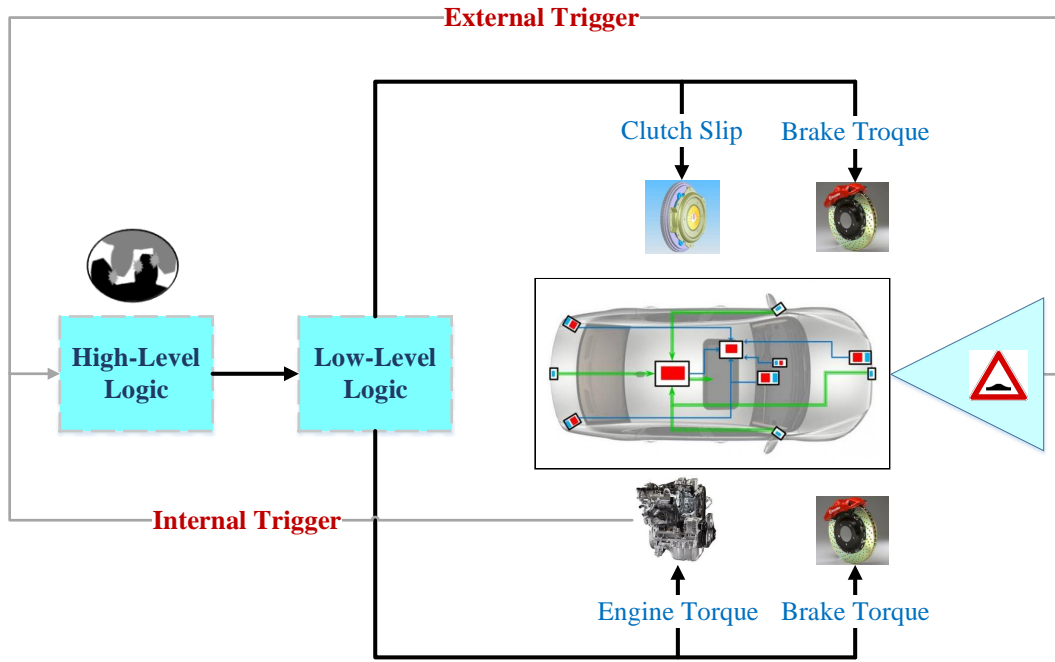 External Trigger
Clutch Slip
Brake Troque
High-Level
Logic
Low-Level
Logic
Internal Trigger
Engine Torque
Brake Torque